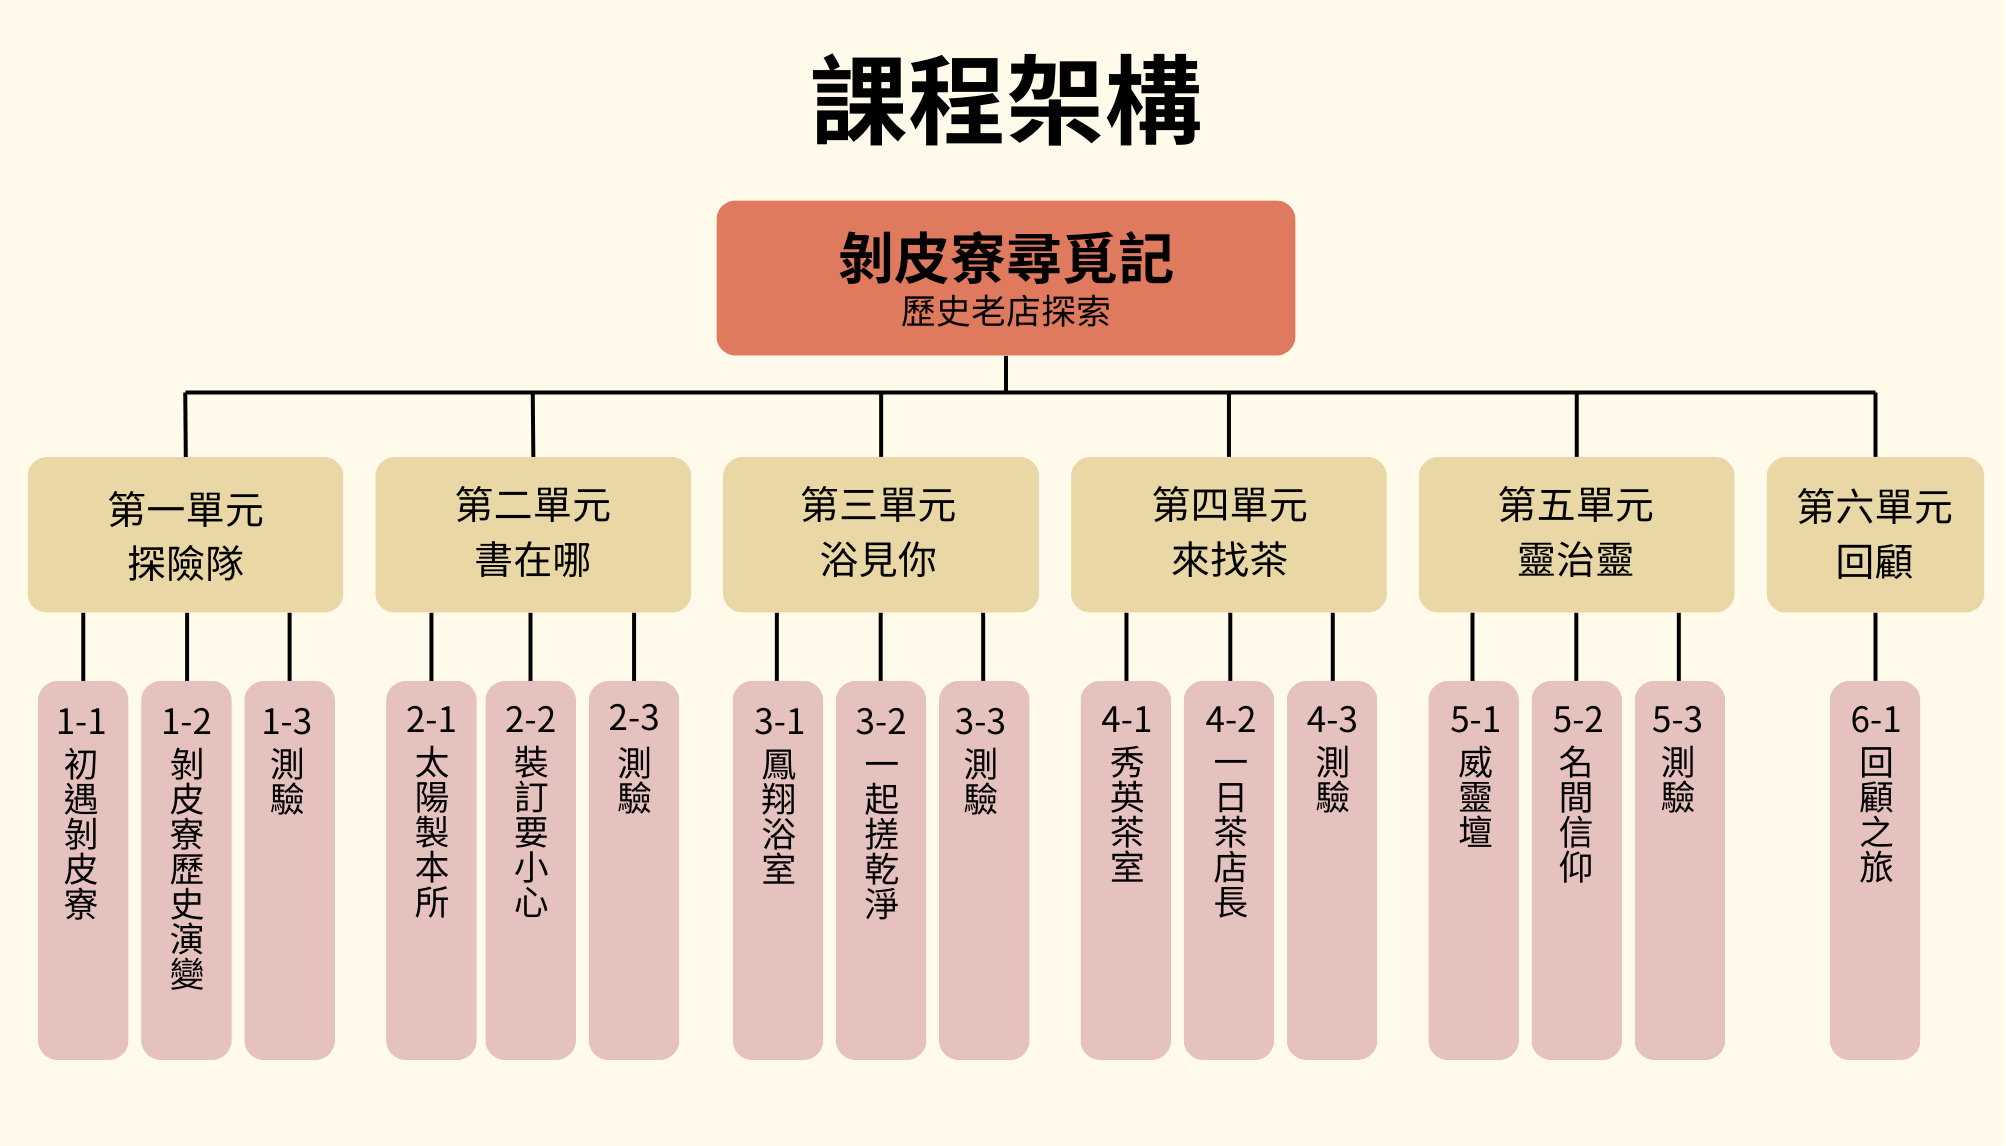 課程架構
剝皮寮尋覓記
歷史老店探索
第一單元
探險隊
第二單元
書在哪
第三單元
浴見你
第四單元
來找茶
第五單元
靈治靈
第六單元
回顧
1-1
初遇剝皮寮
1-2
剝皮寮歷史演變
1-3
測驗
2-1
太陽製本所
2-2
裝訂要小心
2-3
測驗
3-1
鳳翔浴室
3-2
一起搓乾淨
3-3
測驗
4-1
秀英茶室
4-2
一日茶店長
4-3
測驗
5-1
威靈壇
5-2
名間信仰
5-3
測驗
6-1
回顧之旅